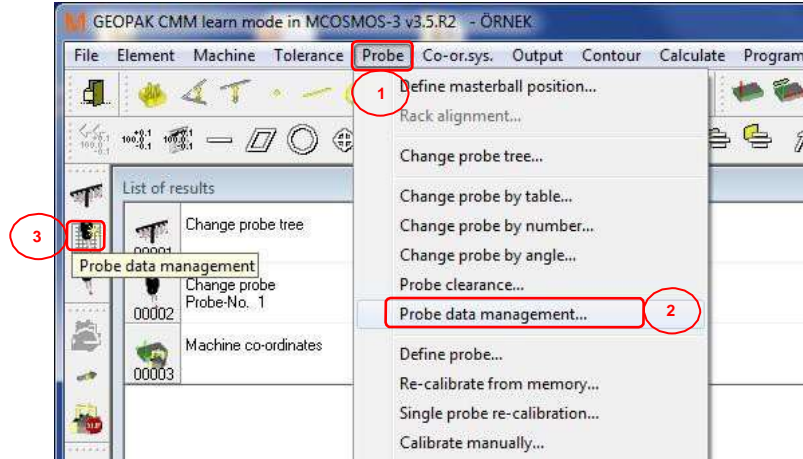 GEOPAK CMM learn mode in MCOSMOS-3 v3.5.R2 - ÖRNEK
File Element Machine Tolerance Probe Co-or.sys. Output Contour Calculate Program
1
Define masterball position...
Rack alignment...
Change probe tree...
List of results
Change probe by table...
Change probe tree
Change probe by number...
3
00001
Change probe by angle...
Probe data management
Change probe
Probe clearance...
Probe-No. 1
00002
Probe data management...
2
Machine co-ordinates
Define probe...
00003
Re-calibrate from memory...
Single probe re-calibration...
Calibrate manually...